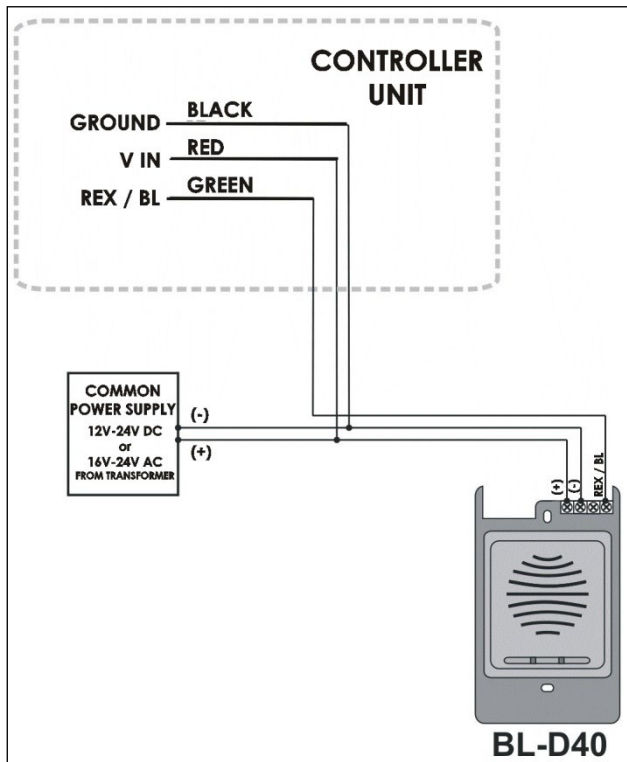 CONTROLLER
UNIT
GROUND
BLACK
V IN
RED
REX / BL
GREEN
COMMON
POWER SUPPLY
12V-24V DC
or
16V-24V AC
FROM TRANSFORMER
(-)
(+)
(+)
(-)
REX / BL
BL-D40